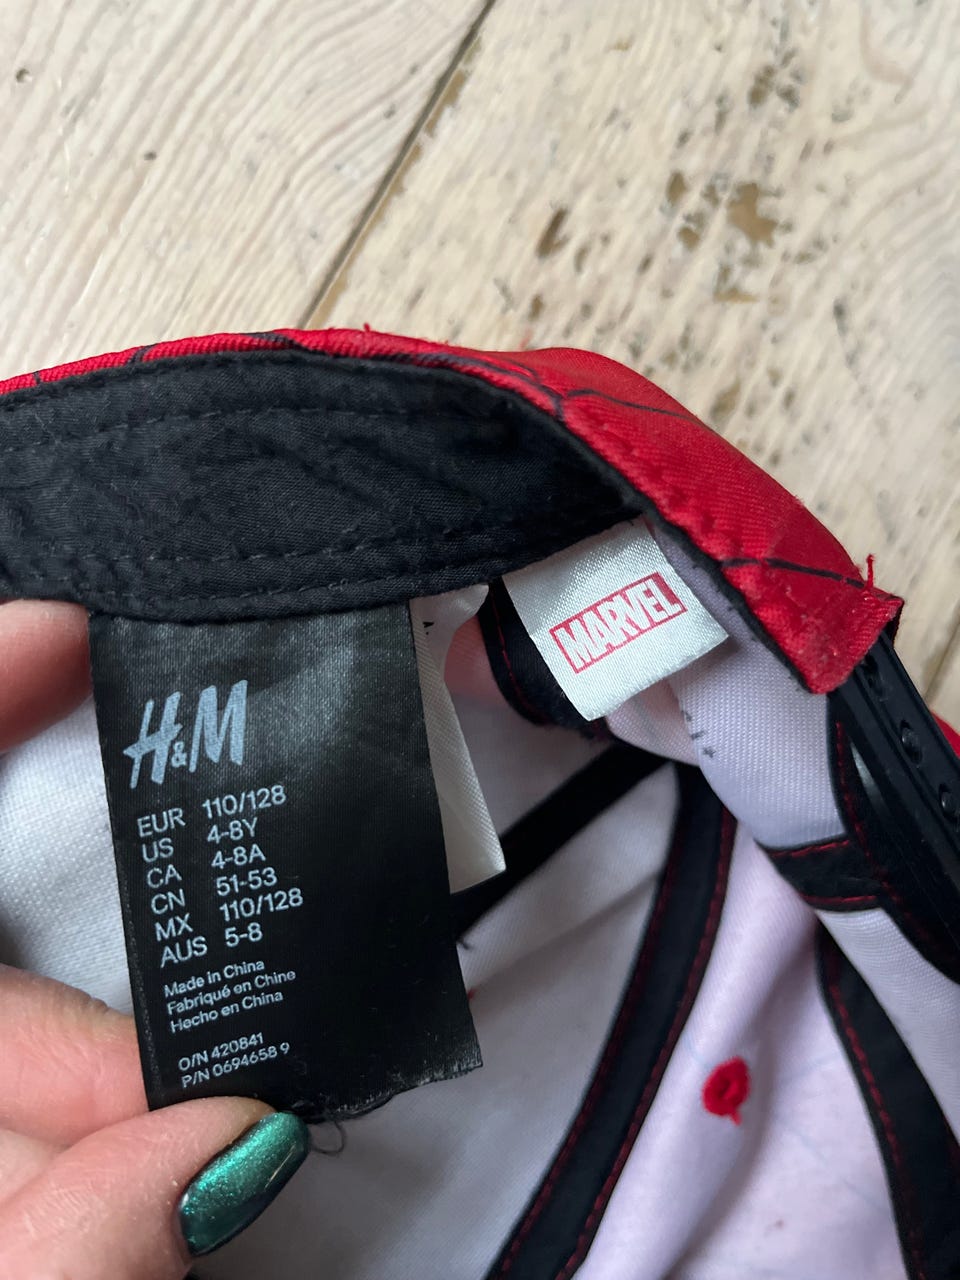 H&M
EUR 110/128
US 4-8Y
CA 4-8A
CN 51-53
MX 110/128
AUS 5-8
Made in China
Fabriqué en Chine
Hecho en China
O/N 420841
P/N 0694658 9
MARVEL